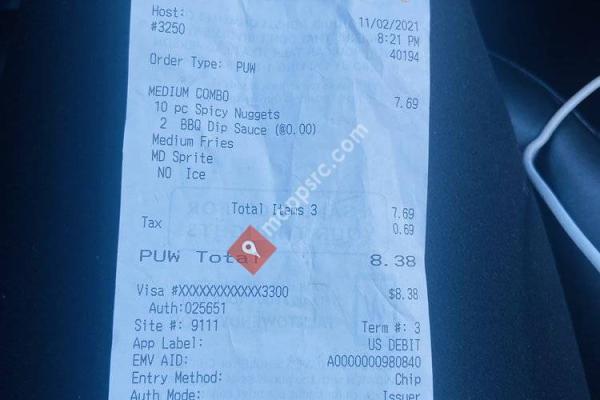 Host:
11/02/2021
#3250
8:21 PM
40194
Order Type: PUW
MEDIUM COMBO 7.69
10 pc Spicy Nuggets
2 BBQ Dip Sauce (@0.00)
Medium Fries
MD Sprite
NO Ice
Total Items 3 7.69
Tax 0.69
PUW Total 8.38
Visa #XXXXXXXXXXXX3300 $8.38
Auth:025651
Site #: 9111 Term #: 3
App Label: US DEBIT
EMV AID: A0000000980840
Entry Method: Chip
Auth Mode: Issuer
mappsrc.com